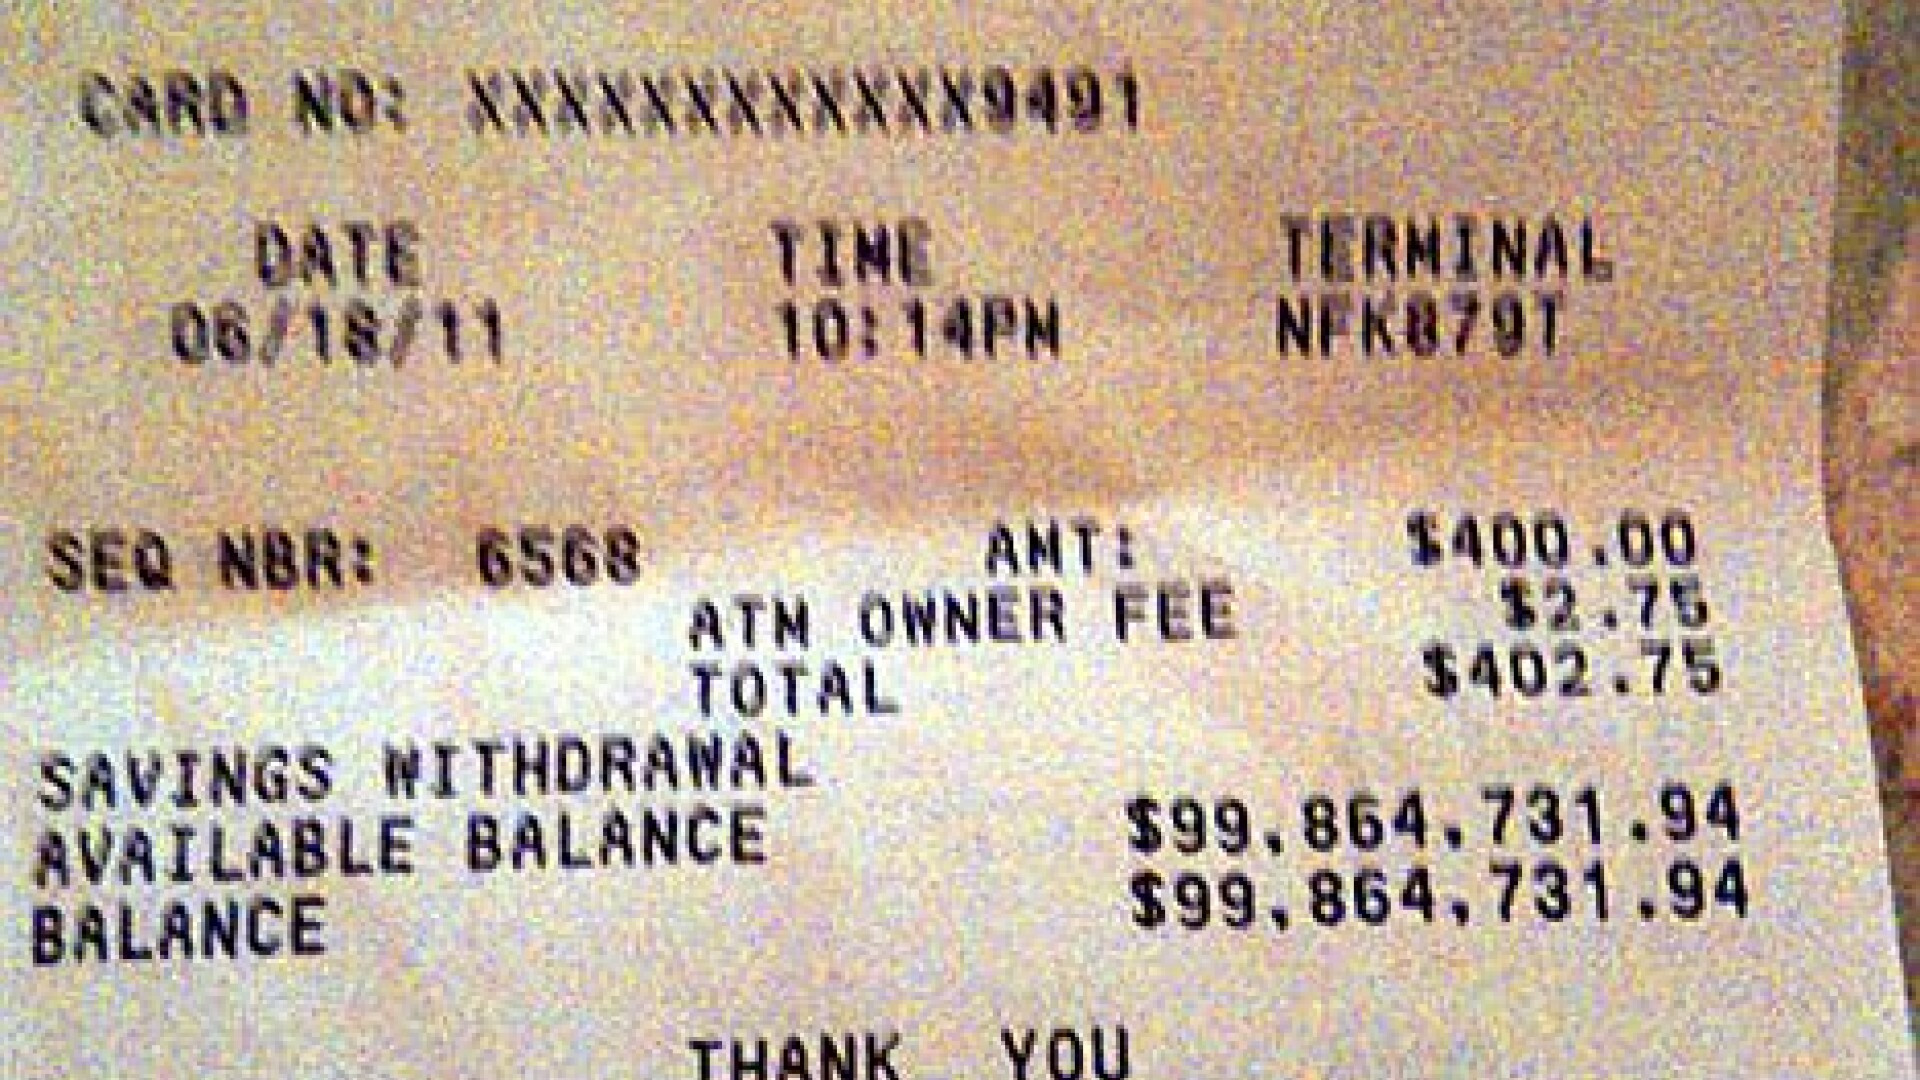 CARD NO: XXXXXXXXXXXX9491
DATE TIME TERMINAL
06/18/11 10:14PM NFK879T
SEQ NBR: 6568 AMT: $400.00
ATM OWNER FEE $2.75
TOTAL $402.75
SAVINGS WITHDRAWAL
AVAILABLE BALANCE $99,864,731.94
BALANCE $99,864,731.94
THANK YOU